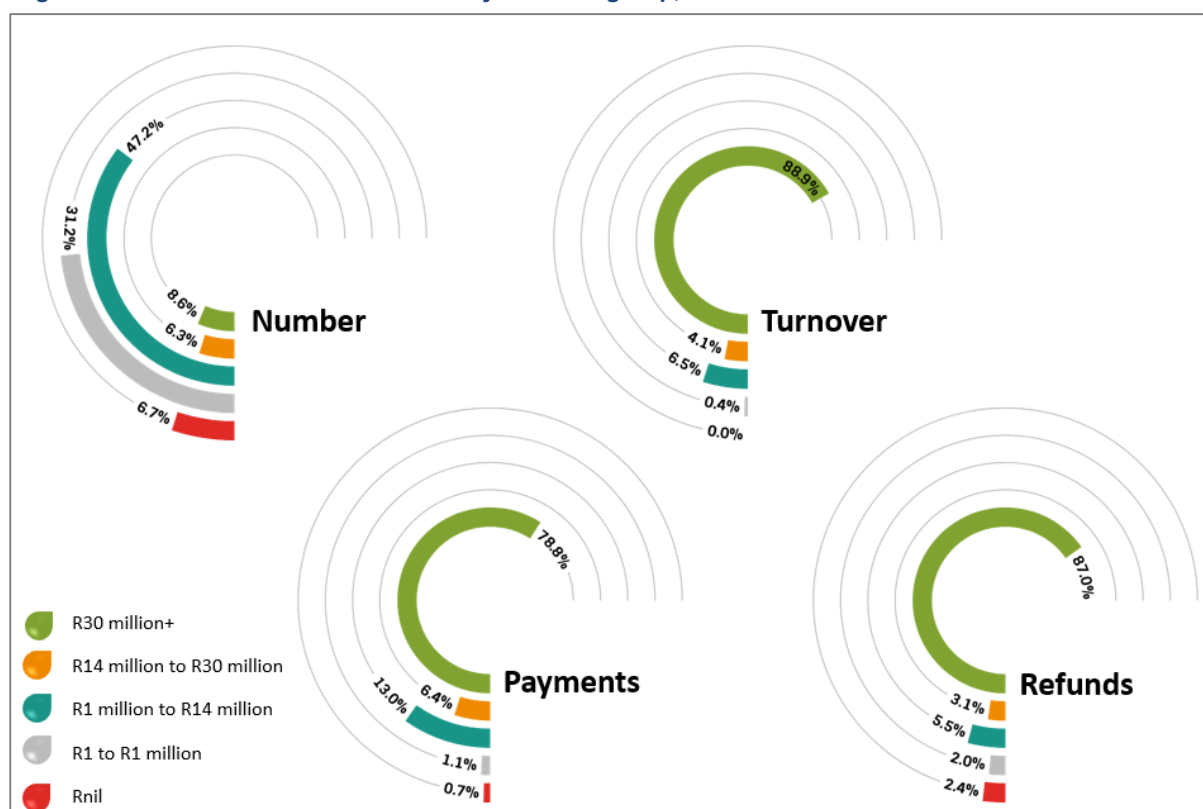 47.2%
31.2%
8.6%
6.3%
6.7%
Number
88.9%
4.1%
6.5%
0.4%
0.0%
Turnover
78.8%
6.4%
13.0%
1.1%
0.7%
Payments
87.0%
3.1%
5.5%
2.0%
2.4%
Refunds
R30 million+
R14 million to R30 million
R1 million to R14 million
R1 to R1 million
Rnil